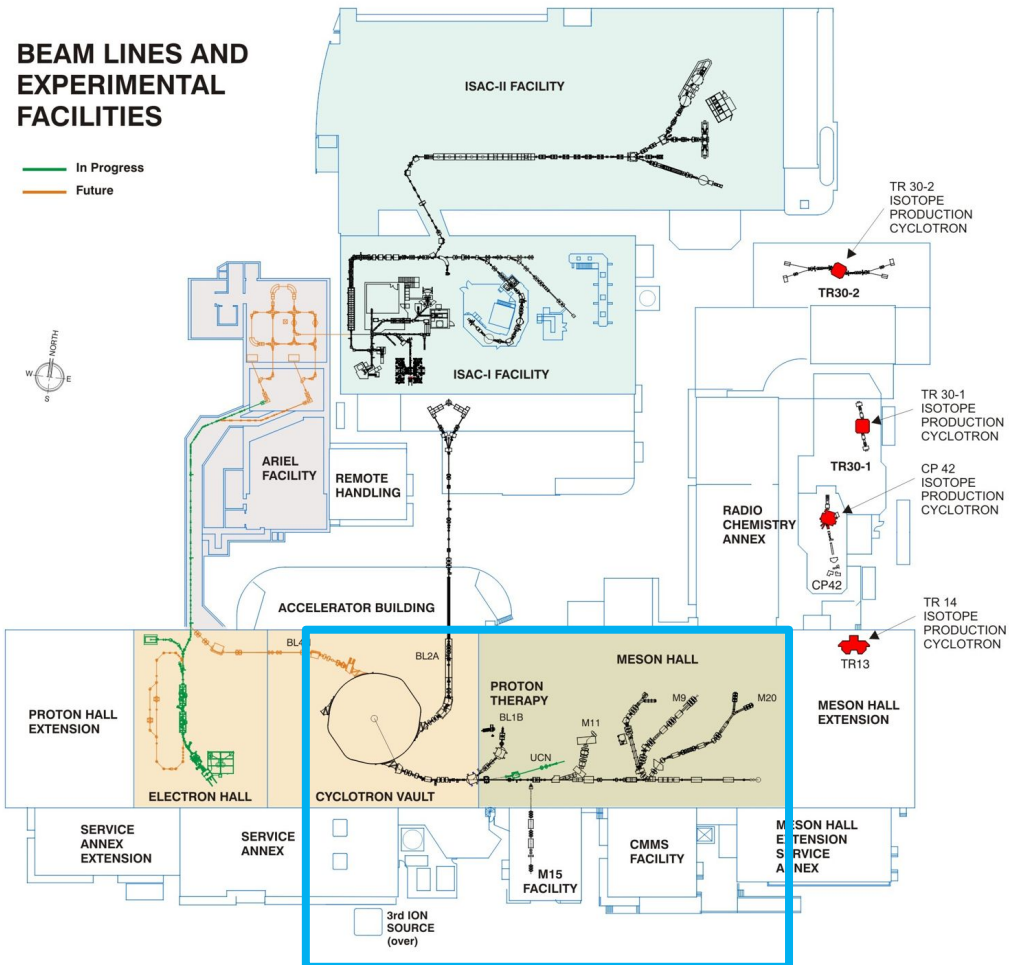 BEAM LINES AND
EXPERIMENTAL
FACILITIES
In Progress
Future
ISAC-II FACILITY
TR 30-2
ISOTOPE
PRODUCTION
CYCLOTRON
TR30-2
NORTH
W
E
S
ISAC-I FACILITY
TR 30-1
ISOTOPE
PRODUCTION
CYCLOTRON
TR30-1
ARIEL
FACILITY
REMOTE
HANDLING
CP 42
ISOTOPE
PRODUCTION
CYCLOTRON
RADIO
CHEMISTRY
ANNEX
CP42
ACCELERATOR BUILDING
TR 14
ISOTOPE
PRODUCTION
CYCLOTRON
TR13
BL2A
MESON HALL
PROTON
THERAPY
BL1B
M9
M20
M11
UCN
PROTON HALL
EXTENSION
MESON HALL
EXTENSION
ELECTRON HALL
CYCLOTRON VAULT
SERVICE
ANNEX
EXTENSION
SERVICE
ANNEX
M15
FACILITY
CMMS
FACILITY
MESON HALL
EXTENSION
SERVICE
ANNEX
3rd ION
SOURCE
(over)